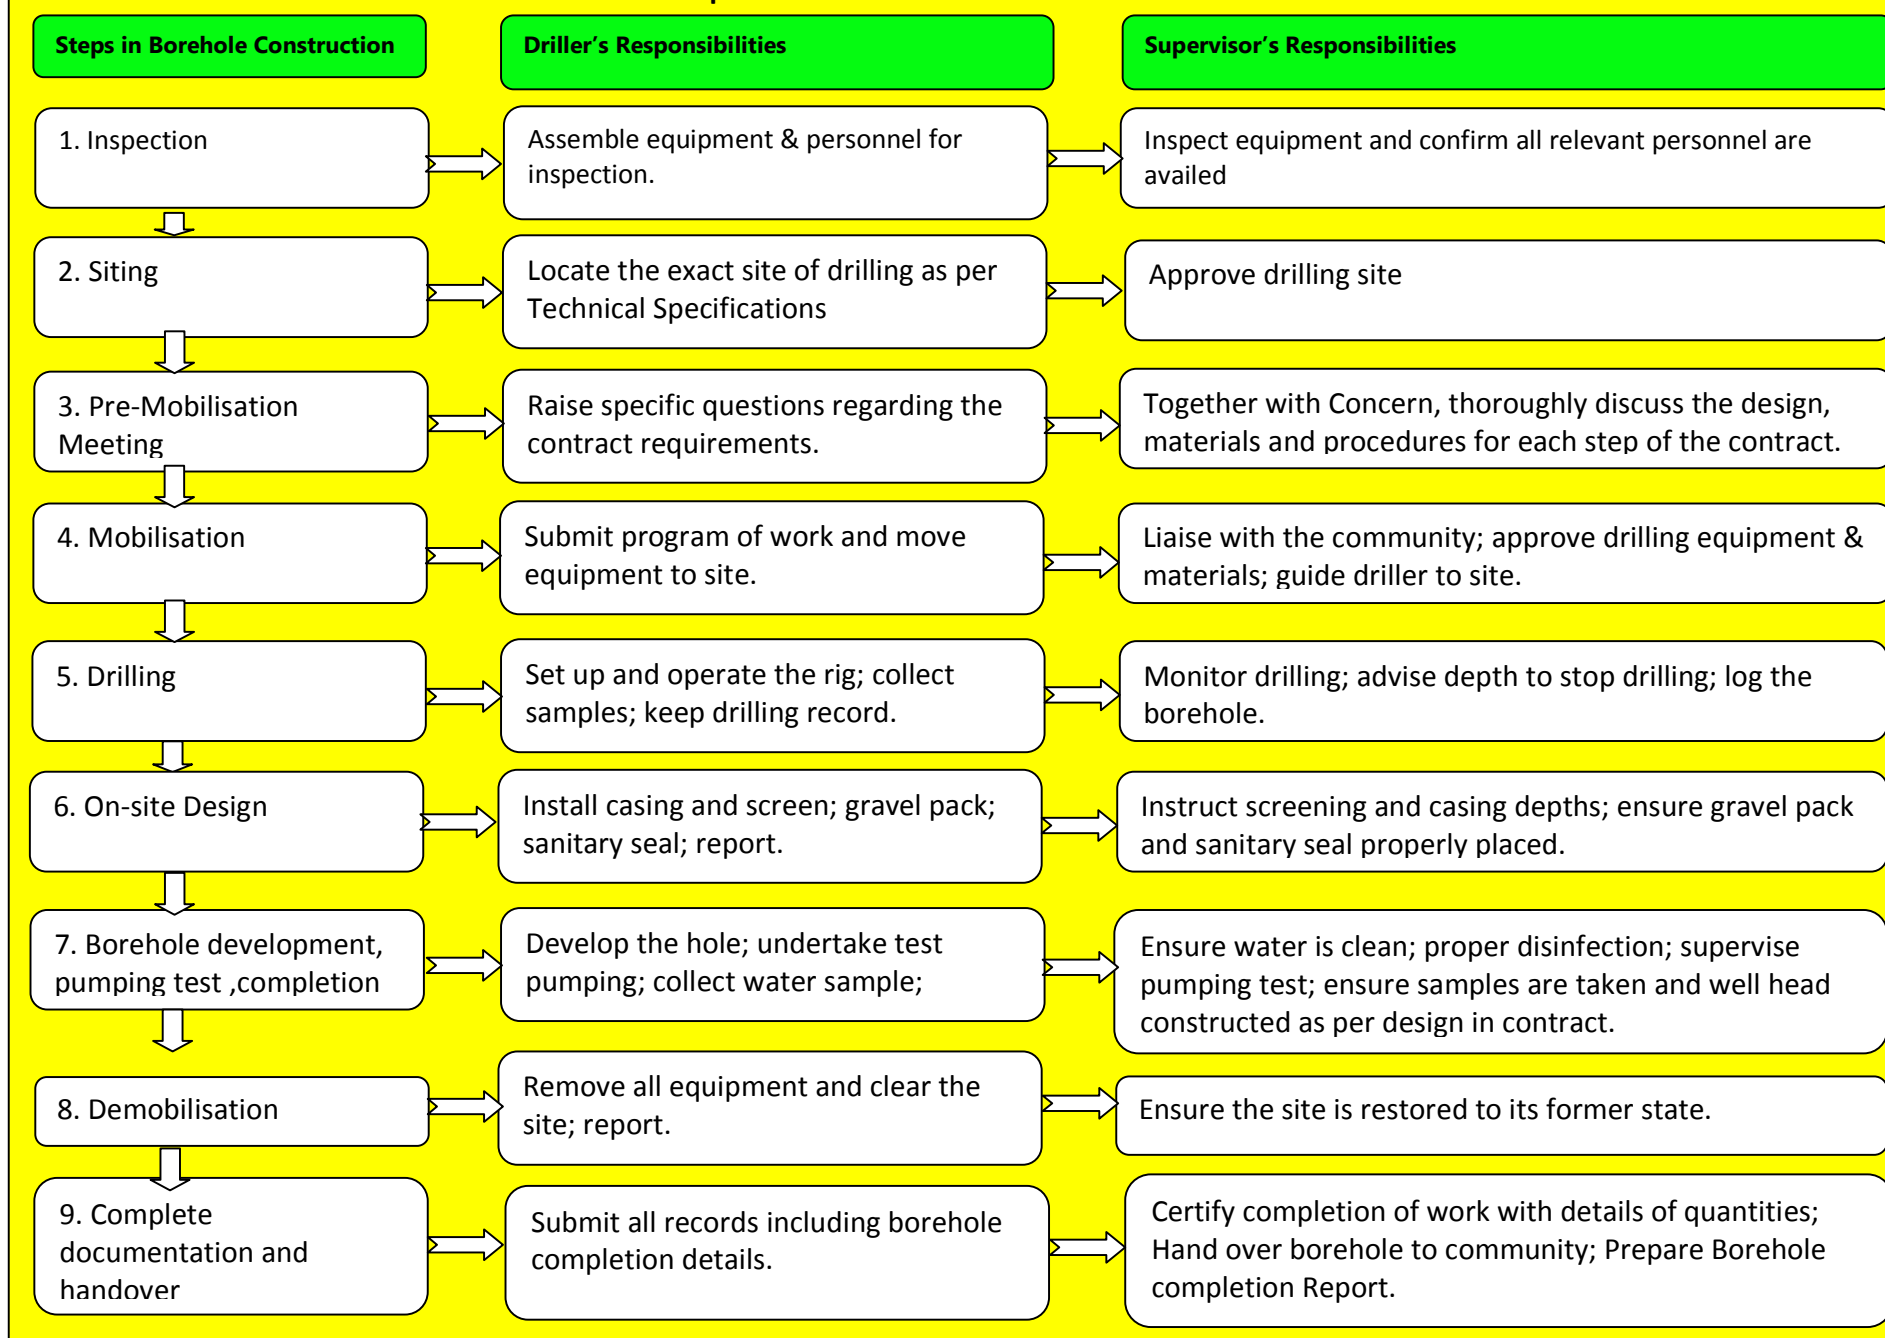 Steps in Borehole Construction
Driller’s Responsibilities
Supervisor’s Responsibilities
1. Inspection
Assemble equipment & personnel for
inspection.
Inspect equipment and confirm all relevant personnel are
availed
2. Siting
Locate the exact site of drilling as per
Technical Specifications
Approve drilling site
3. Pre-Mobilisation
Meeting
Raise specific questions regarding the
contract requirements.
Together with Concern, thoroughly discuss the design,
materials and procedures for each step of the contract.
4. Mobilisation
Submit program of work and move
equipment to site.
Liaise with the community; approve drilling equipment &
materials; guide driller to site.
5. Drilling
Set up and operate the rig; collect
samples; keep drilling record.
Monitor drilling; advise depth to stop drilling; log the
borehole.
6. On-site Design
Install casing and screen; gravel pack;
sanitary seal; report.
Instruct screening and casing depths; ensure gravel pack
and sanitary seal properly placed.
7. Borehole development,
pumping test ,completion
Develop the hole; undertake test
pumping; collect water sample;
Ensure water is clean; proper disinfection; supervise
pumping test; ensure samples are taken and well head
constructed as per design in contract.
8. Demobilisation
Remove all equipment and clear the
site; report.
Ensure the site is restored to its former state.
9. Complete
documentation and
handover
Submit all records including borehole
completion details.
Certify completion of work with details of quantities;
Hand over borehole to community; Prepare Borehole
completion Report.